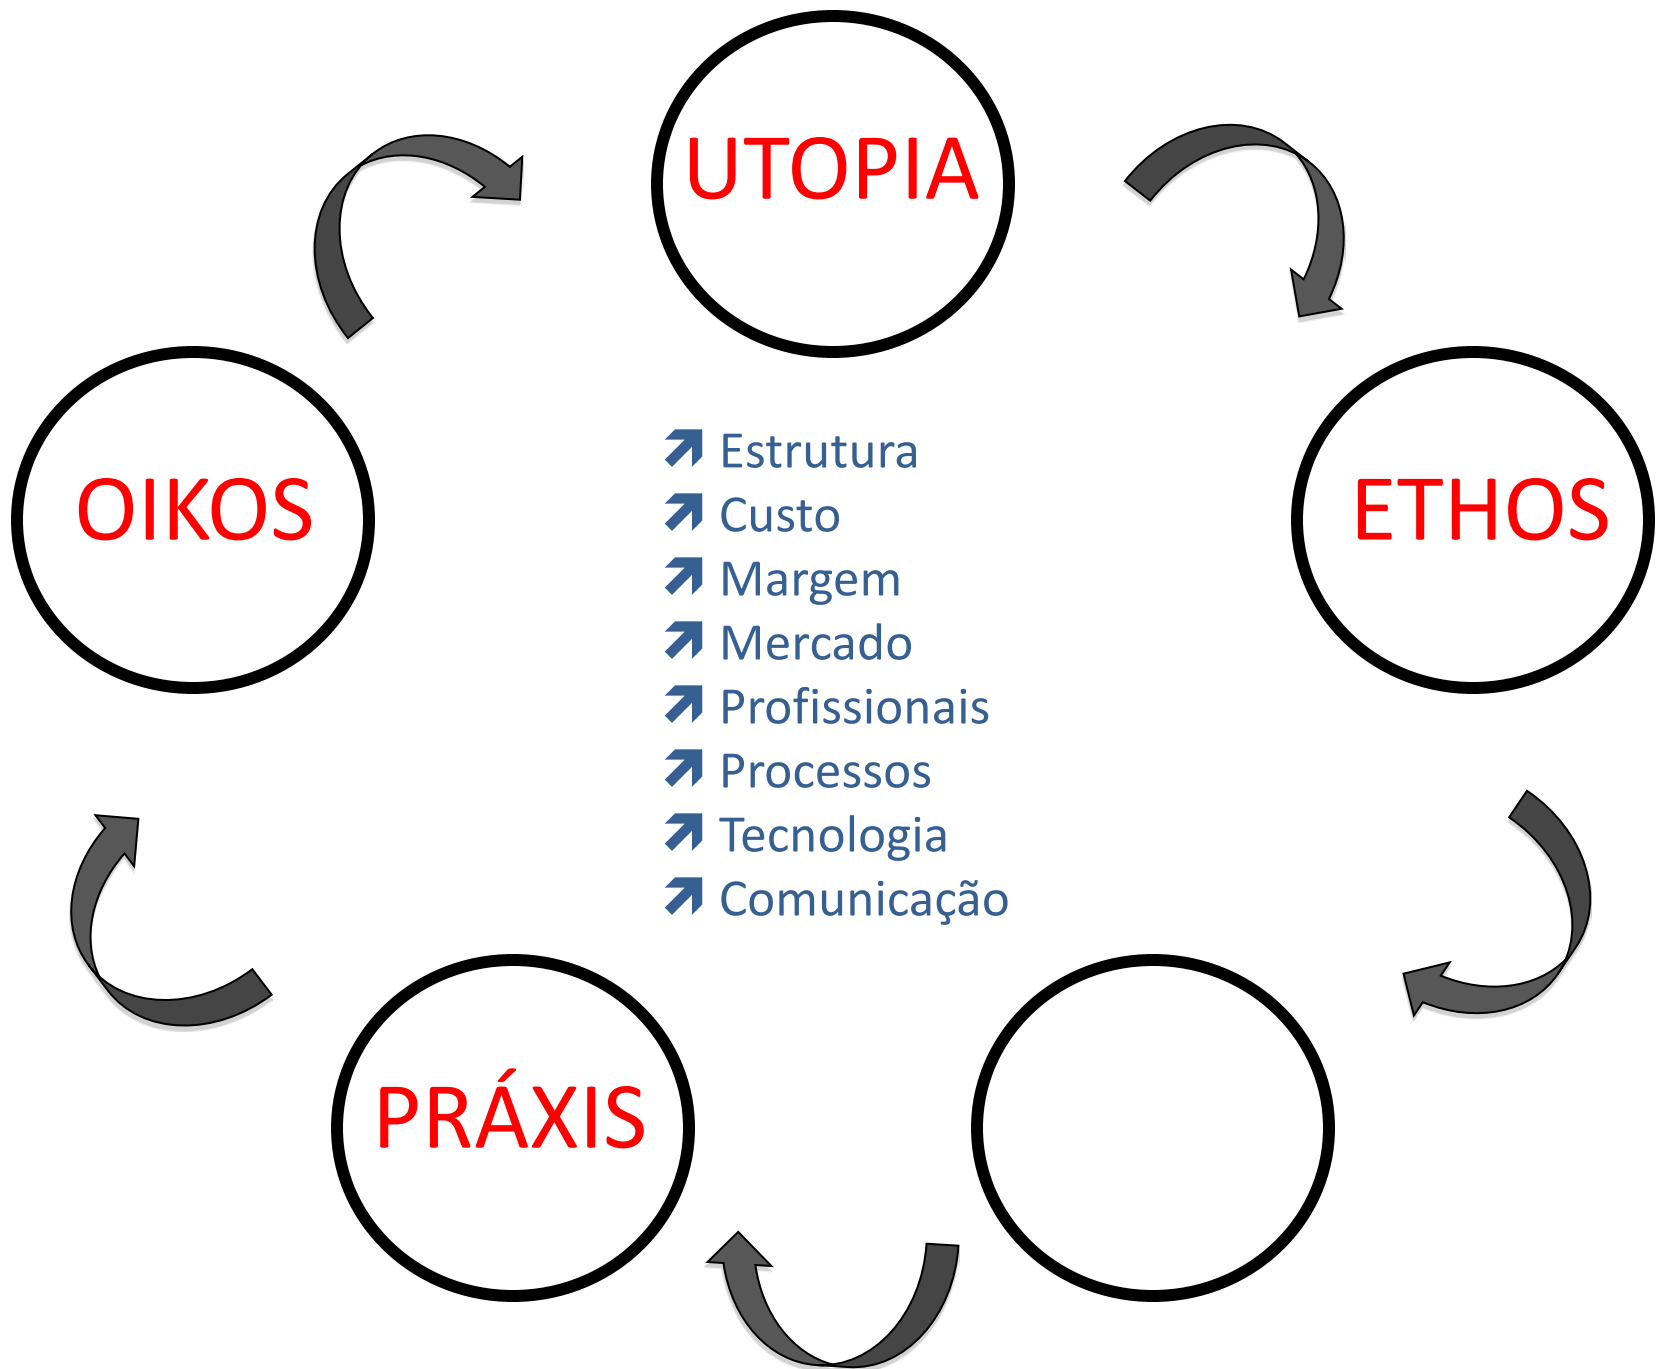 UTOPIA
OIKOS
ETHOS
Estrutura
Custo
Margem
Mercado
Profissionais
Processos
Tecnologia
Comunicação
PRÁXIS